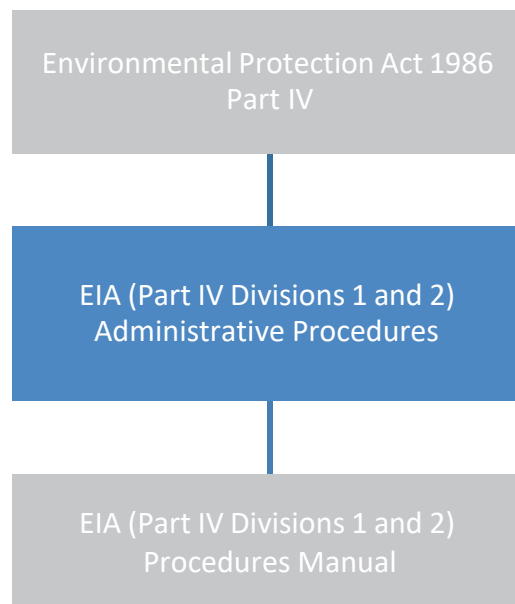 Environmental Protection Act 1986
Part IV
EIA (Part IV Divisions 1 and 2)
Administrative Procedures
EIA (Part IV Divisions 1 and 2)
Procedures Manual